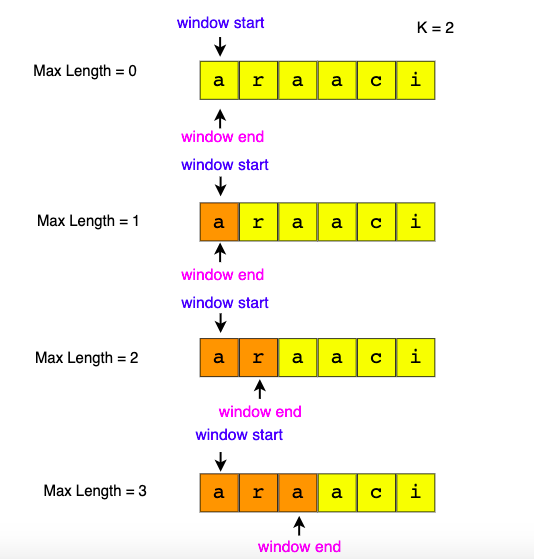 window start
K = 2
Max Length = 0
a r a a c i
window end
window start
Max Length = 1
a r a a c i
window end
window start
Max Length = 2
a r a a c i
window end
window start
Max Length = 3
a r a a c i
window end